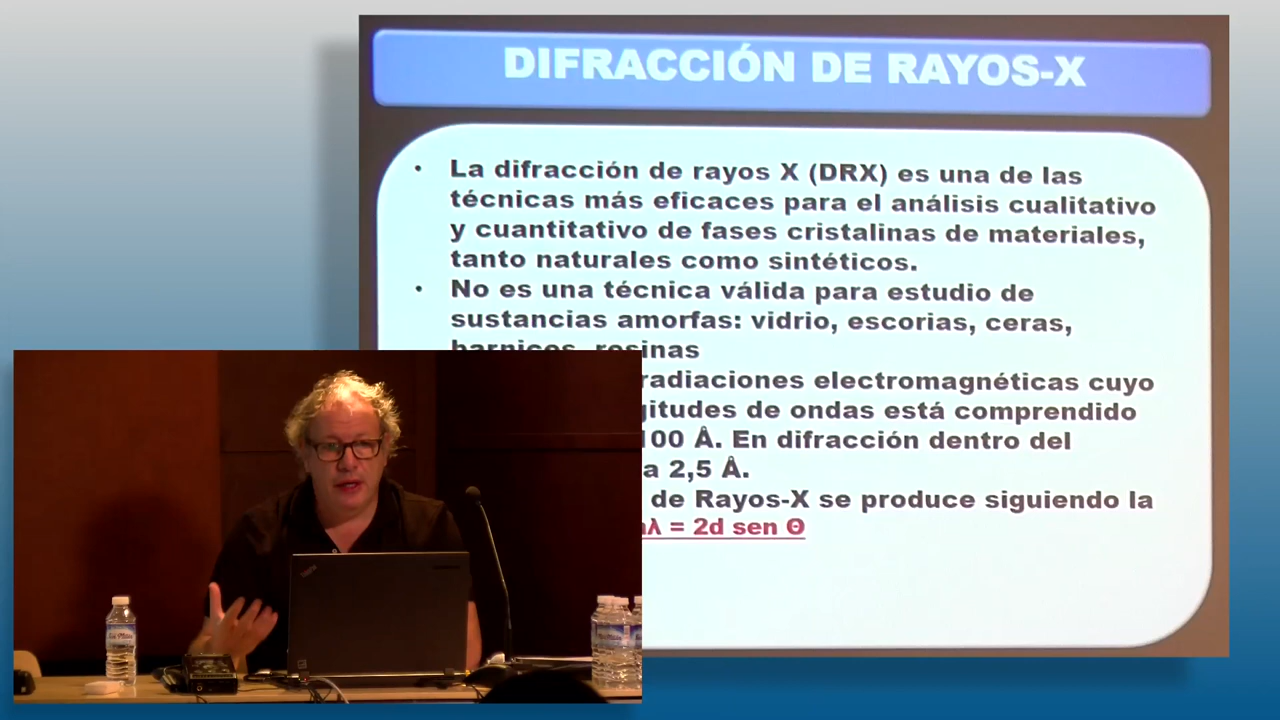 DIFRACCIÓN DE RAYOS-X
• La difracción de rayos X (DRX) es una de las
técnicas más eficaces para el análisis cualitativo
y cuantitativo de fases cristalinas de materiales,
tanto naturales como sintéticos.
• No es una técnica válida para estudio de
sustancias amorfas: vidrio, escorias, ceras,
barnices, resinas
radiaciones electromagnéticas cuyo
de ondas está comprendido
100 Å. En difracción dentro del
a 2,5 Å.
de Rayos-X se produce siguiendo la
λ = 2d sen Θ